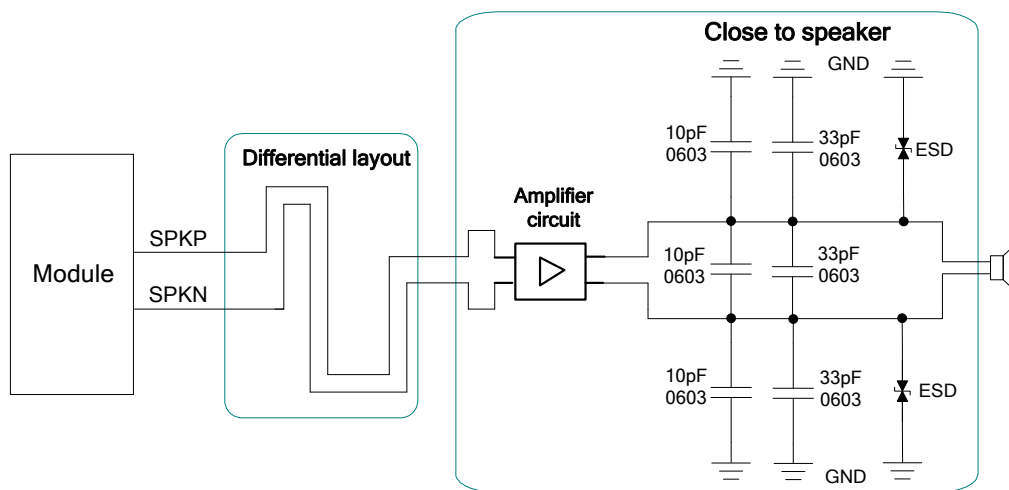 Close to speaker
GND
10pF
0603
33pF
0603
ESD
Differential layout
Amplifier
circuit
SPKP
Module
SPKN
10pF
0603
33pF
0603
10pF
0603
33pF
0603
ESD
GND